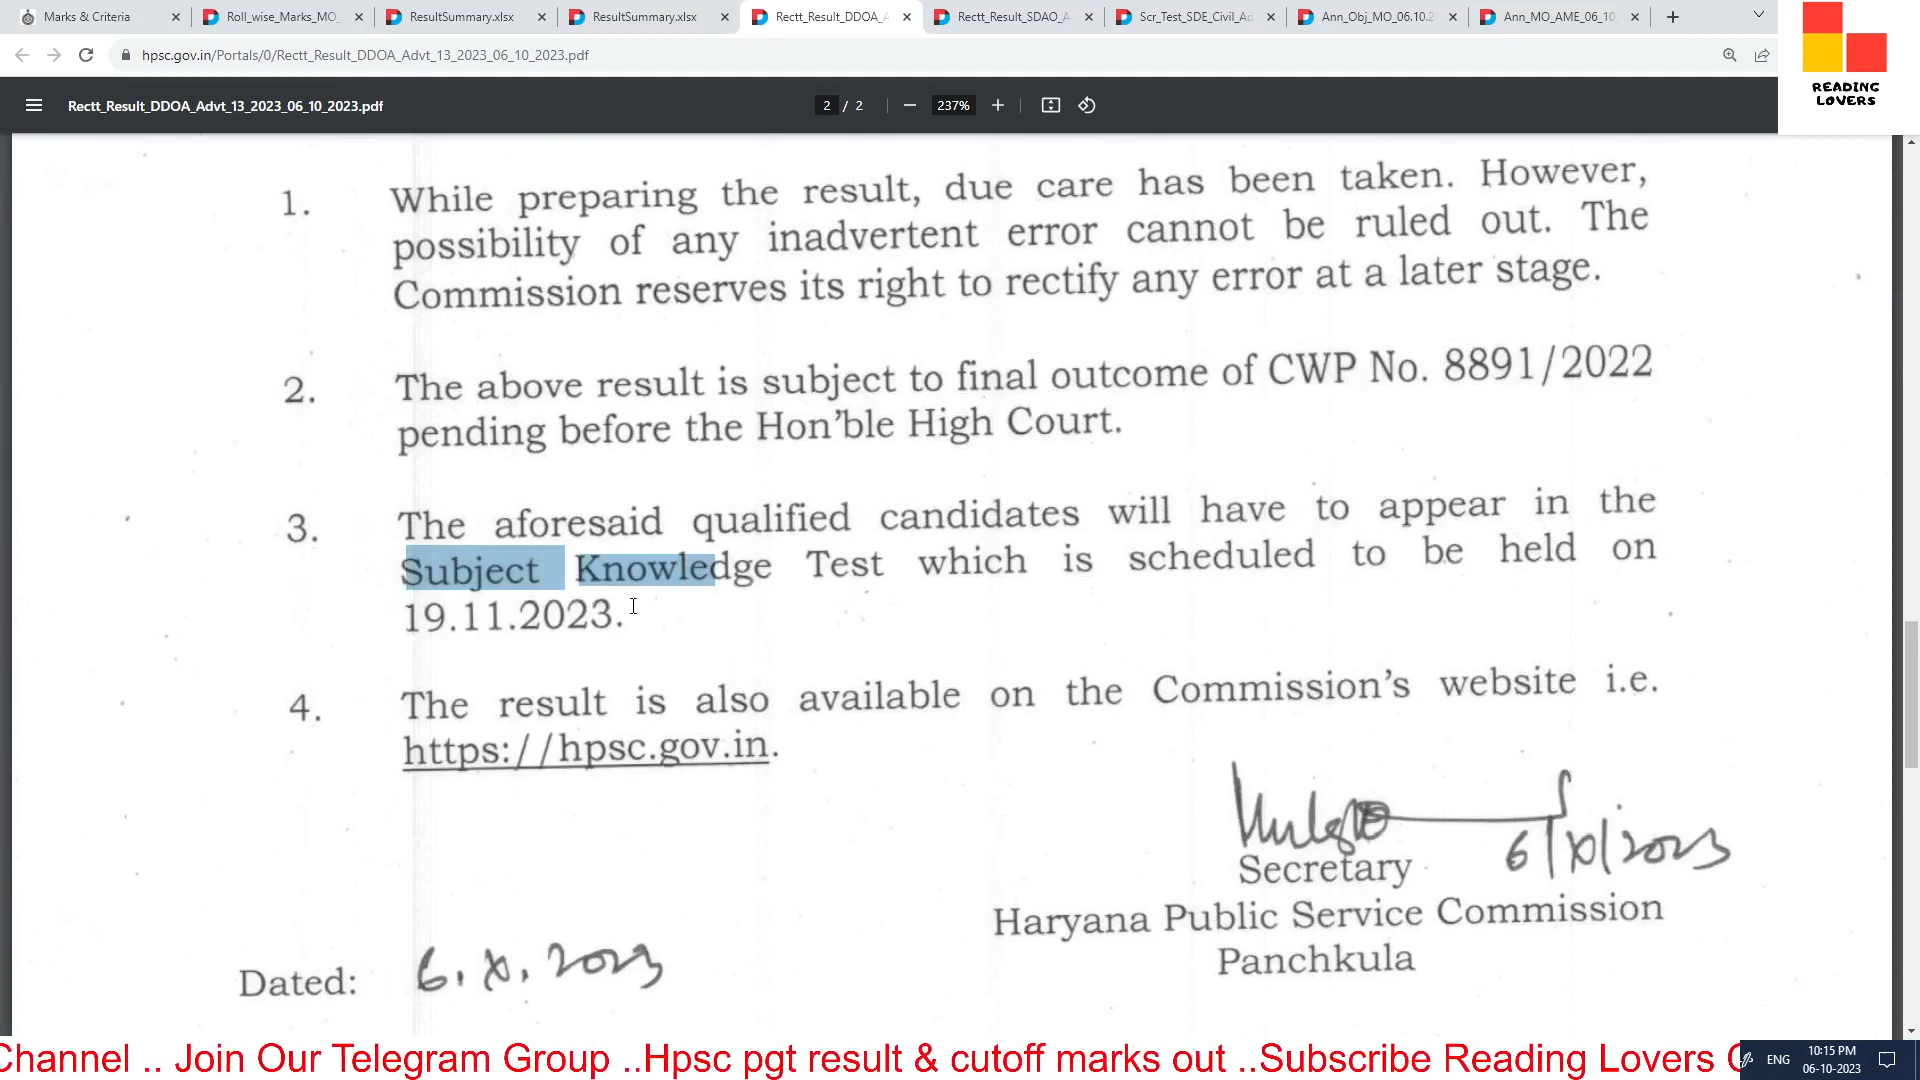 Marks & Criteria
Roll_wise_Marks_MO_
ResultSummary.xlsx
ResultSummary.xlsx
Rectt_Result_DDOA_A
Rectt_Result_SDAO_A
Scr_Test_SDE_Civil_Ad
Ann_Obj_MO_06.10.2
Ann_MO_AME_06_10_
hpsc.gov.in/Portals/0/Rectt_Result_DDOA_Advt_13_2023_06_10_2023.pdf
READING
LOVERS
Rectt_Result_DDOA_Advt_13_2023_06_10_2023.pdf
2 / 2
237%
1. While preparing the result, due care has been taken. However,
possibility of any inadvertent error cannot be ruled out. The
Commission reserves its right to rectify any error at a later stage.
2. The above result is subject to final outcome of CWP No. 8891/2022
pending before the Hon'ble High Court.
3. The aforesaid qualified candidates will have to appear in the
Subject Knowledge Test which is scheduled to be held on
19.11.2023.
4. The result is also available on the Commission's website i.e.
https://hpsc.gov.in.
6/X/2023
Secretary
Haryana Public Service Commission
Panchkula
Dated: 6.X.2023
Channel .. Join Our Telegram Group ..Hpsc pgt result & cutoff marks out ..Subscribe Reading Lovers
ENG
10:15 PM
06-10-2023